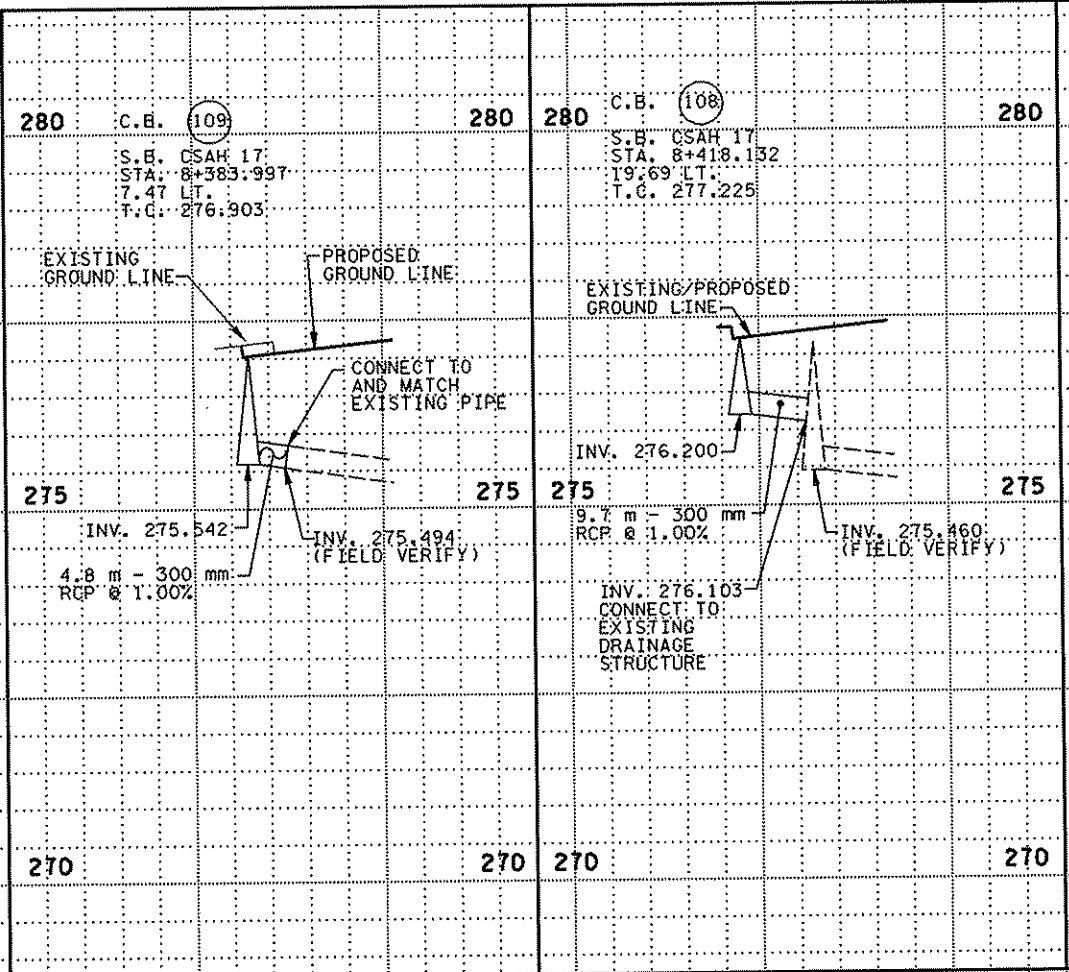 280
C.B. 109
280
S.B. CSAH 17
STA. 8+383.997
7.47 LT.
T.C. 276.903
EXISTING
GROUND LINE
PROPOSED
GROUND LINE
CONNECT TO
AND MATCH
EXISTING PIPE
275
275
INV. 275.542
INV. 275.494
(FIELD VERIFY)
4.8 m - 300 mm
RCP @ 1.00%
270
270
280
C.B. 108
280
S.B. CSAH 17
STA. 8+418.132
19.69 LT.
T.C. 277.225
EXISTING/PROPOSED
GROUND LINE
INV. 276.200
275
275
9.7 m - 300 mm
RCP @ 1.00%
INV. 275.460
(FIELD VERIFY)
INV. 276.103
CONNECT TO
EXISTING
DRAINAGE
STRUCTURE
270
270